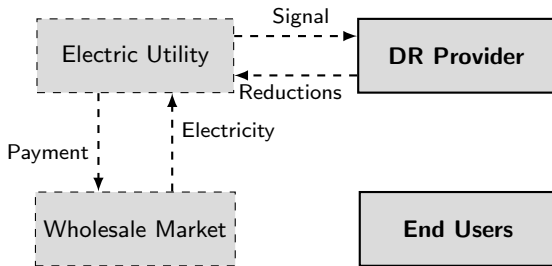 Signal
Electric Utility
DR Provider
Reductions
Electricity
Payment
Wholesale Market
End Users